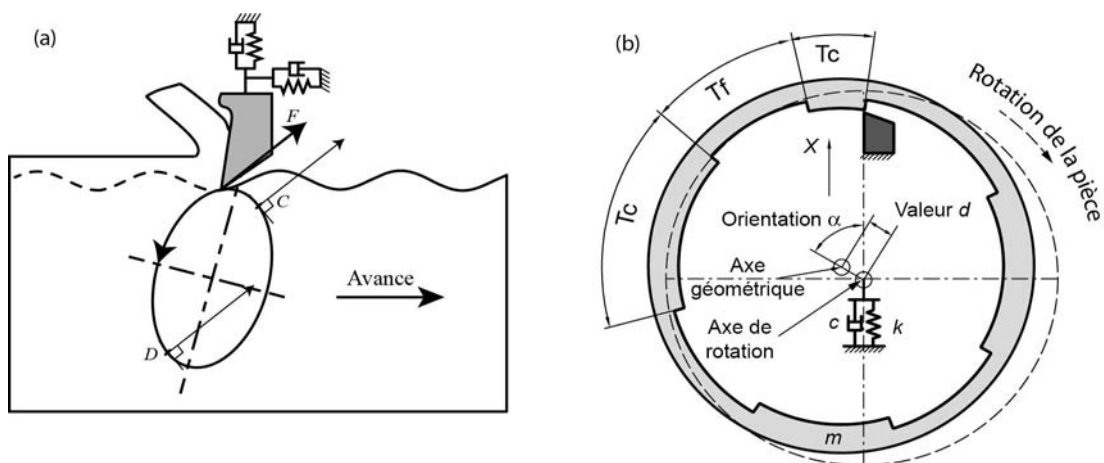 (a)
F
C
Avance
D
(b)
Tc
Tf
Tc
Rotation de la pièce
X
Orientation α
Valeur d
Axe
géométrique
Axe de
rotation
c
k
m